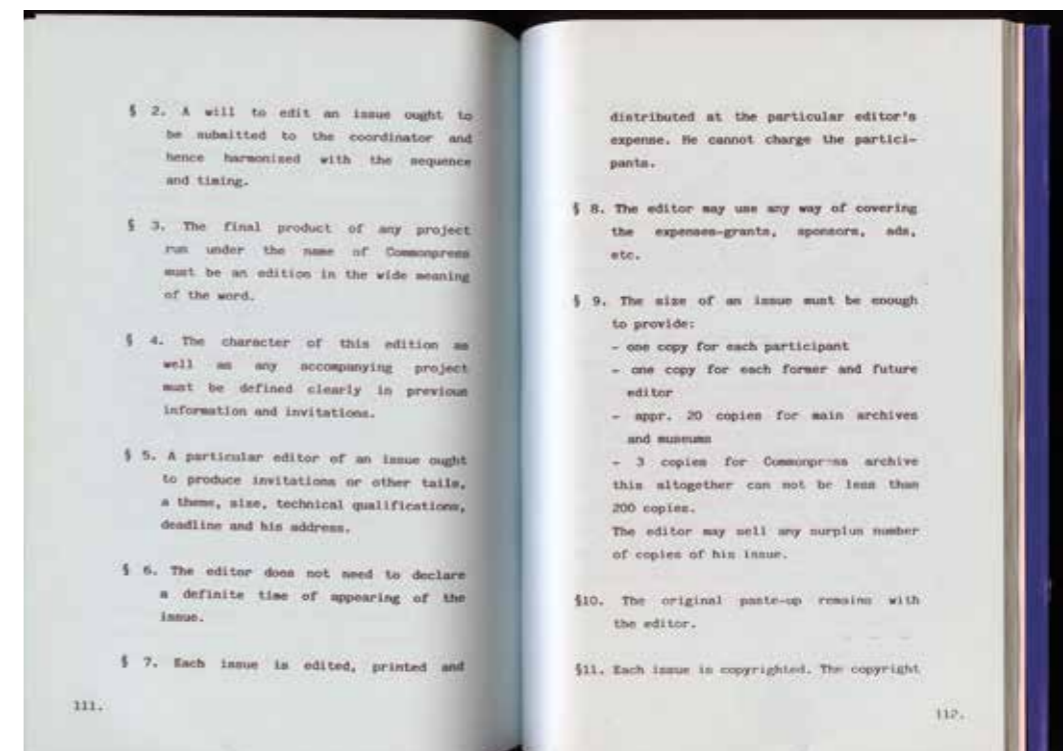 § 2. A will to edit an issue ought to
be submitted to the coordinator and
hence harmonised with the sequence
and timing.
§ 3. The final product of any project
run under the name of Commonpress
must be an edition in the wide meaning
of the word.
§ 4. The character of this edition as
well as any accompanying project
must be defined clearly in previous
information and invitations.
§ 5. A particular editor of an issue ought
to produce invitations or other tails,
a theme, size, technical qualifications,
deadline and his address.
§ 6. The editor does not need to declare
a definite time of appearing of the
issue.
§ 7. Each issue is edited, printed and
111.
distributed at the particular editor's
expense. He cannot charge the partici-
pants.
§ 8. The editor may use any way of covering
the expenses-grants, sponsors, ads,
etc.
§ 9. The size of an issue must be enough
to provide:
- one copy for each participant
- one copy for each former and future
editor
- appr. 20 copies for main archives
and museums
- 3 copies for Commonpress archive
this altogether can not be less than
200 copies.
The editor may sell any surplus number
of copies of his issue.
§10. The original paste-up remains with
the editor.
§11. Each issue is copyrighted. The copyright
112.